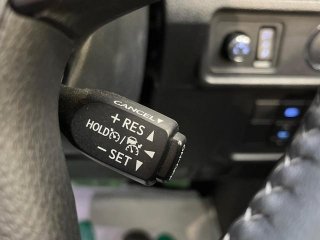 CANCEL▼
+ RES ▲
HOLD / ◀
− SET ▼